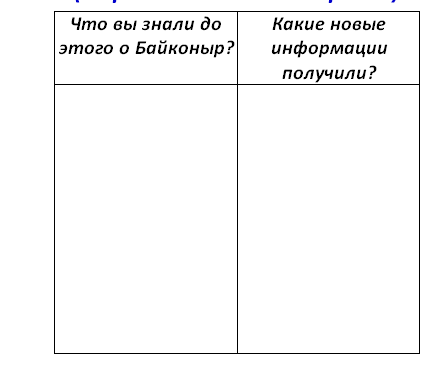 Что вы знали до
этого о Байконыр?
Какие новые
информации
получили?